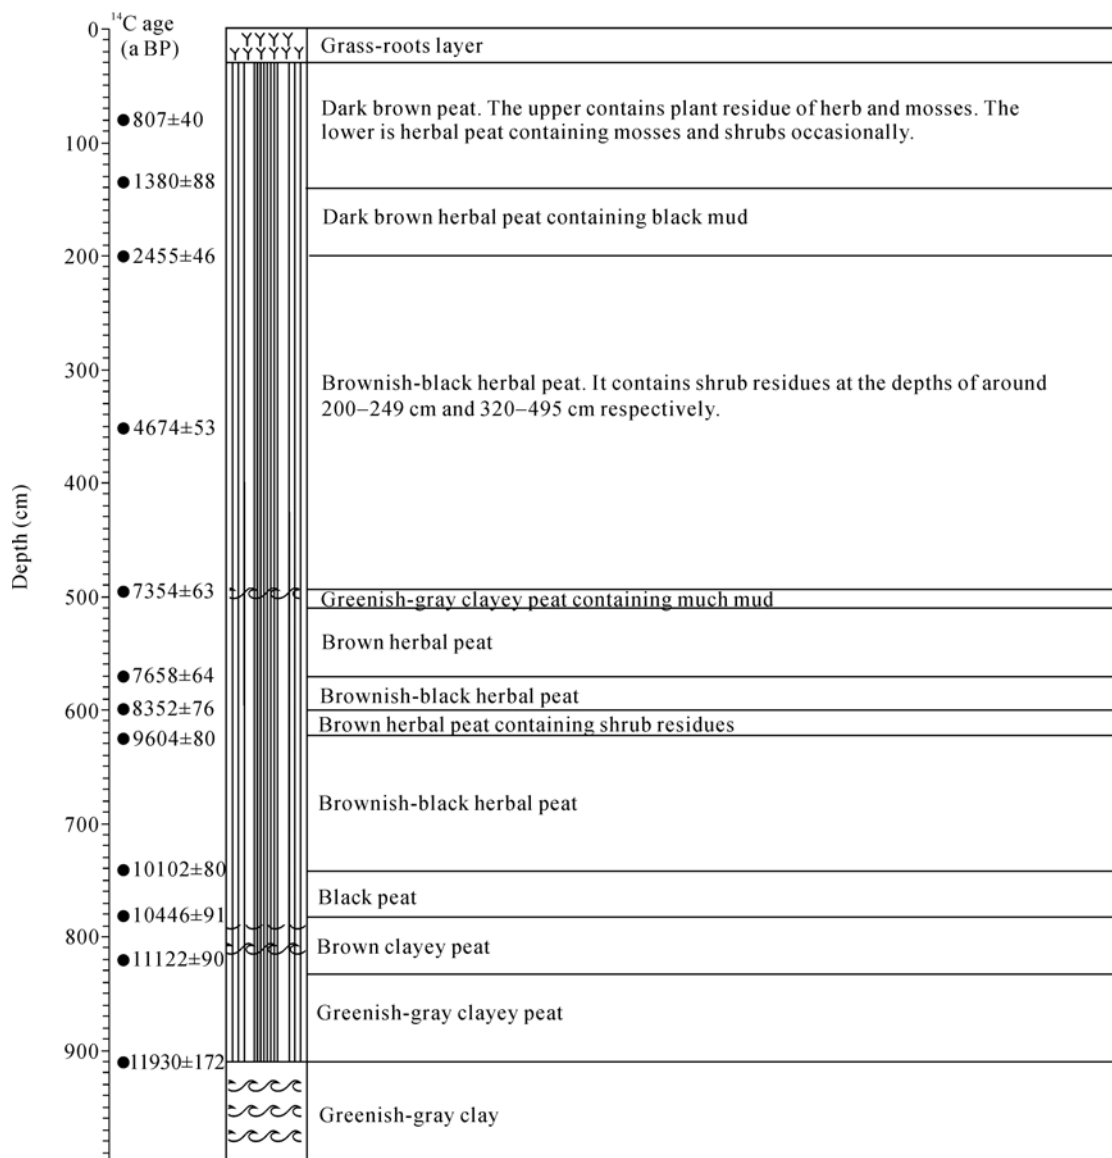 ¹⁴C age
(a BP)
0
Grass-roots layer
Dark brown peat. The upper contains plant residue of herb and mosses. The
lower is herbal peat containing mosses and shrubs occasionally.
807±40
100
1380±88
Dark brown herbal peat containing black mud
200
2455±46
300
Brownish-black herbal peat. It contains shrub residues at the depths of around
200–249 cm and 320–495 cm respectively.
4674±53
400
Depth (cm)
7354±63
500
Greenish-gray clayey peat containing much mud
Brown herbal peat
7658±64
Brownish-black herbal peat
600
8352±76
Brown herbal peat containing shrub residues
9604±80
Brownish-black herbal peat
700
10102±80
Black peat
10446±91
800
Brown clayey peat
11122±90
Greenish-gray clayey peat
900
11930±172
Greenish-gray clay